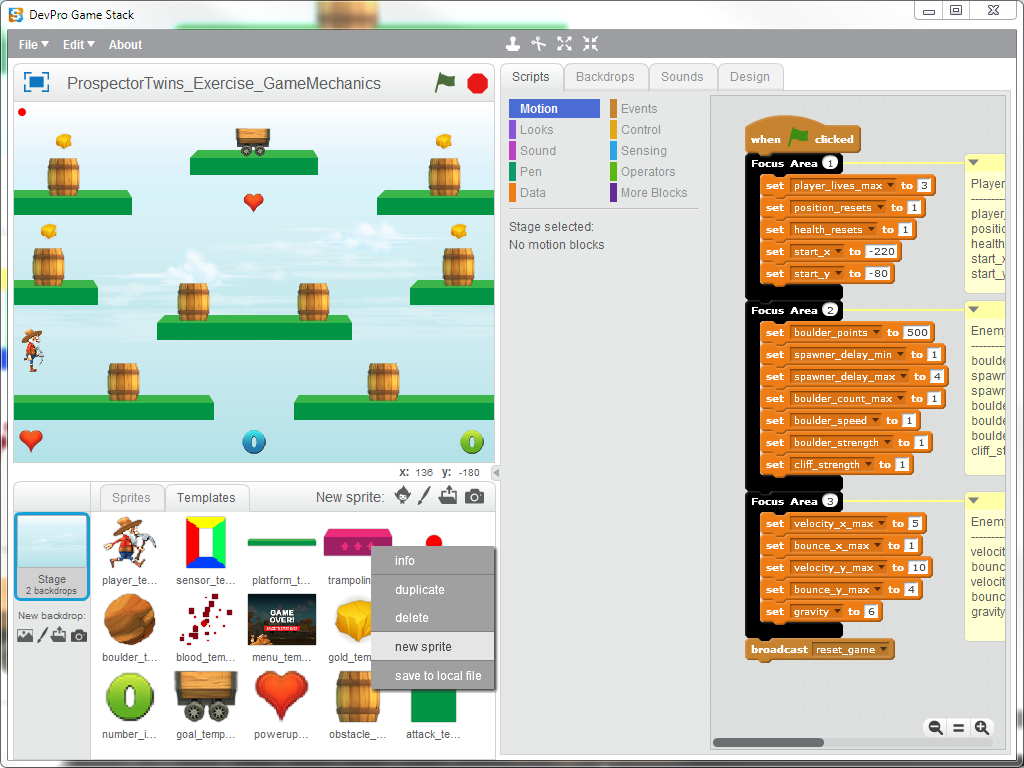 DevPro Game Stack
File Edit About
ProspectorTwins_Exercise_GameMechanics
0
0
x: 136 y: -180
Sprites Templates New sprite:
Stage
2 backdrops
New backdrop:
player_te...
sensor_te...
platform_t...
trampolin
boulder_t...
blood_tem...
GAME
OVER!
menu_tem...
gold_tem
number_i...
goal_temp...
powerup...
obstacle_...
attack_te...
info
duplicate
delete
new sprite
save to local file
Scripts Backdrops Sounds Design
Motion
Looks
Sound
Pen
Data
Events
Control
Sensing
Operators
More Blocks
Stage selected:
No motion blocks
when clicked
Focus Area 1
set player_lives_max to 3
set position_resets to 1
set health_resets to 1
set start_x to -220
set start_y to -80
Focus Area 2
set boulder_points to 500
set spawner_delay_min to 1
set spawner_delay_max to 4
set boulder_count_max to 1
set boulder_speed to 1
set boulder_strength to 1
set cliff_strength to 1
Focus Area 3
set velocity_x_max to 5
set bounce_x_max to 1
set velocity_y_max to 10
set bounce_y_max to 4
set gravity to 6
broadcast reset_game
Player
--------
player_
positio
health
start_x
start_y
Enemy
--------
boulde
spawn
spawn
boulde
boulde
boulde
cliff_st
Enemy
--------
velocit
bounc
velocit
bounc
gravity